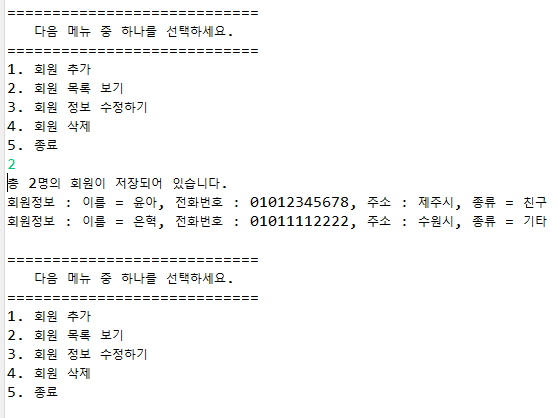 ============================
다음 메뉴 중 하나를 선택하세요.
============================
1. 회원 추가
2. 회원 목록 보기
3. 회원 정보 수정하기
4. 회원 삭제
5. 종료
2
총 2명의 회원이 저장되어 있습니다.
회원정보 : 이름 = 윤아, 전화번호 : 01012345678, 주소 : 제주시, 종류 = 친구
회원정보 : 이름 = 은혁, 전화번호 : 01011112222, 주소 : 수원시, 종류 = 기타
============================
다음 메뉴 중 하나를 선택하세요.
============================
1. 회원 추가
2. 회원 목록 보기
3. 회원 정보 수정하기
4. 회원 삭제
5. 종료